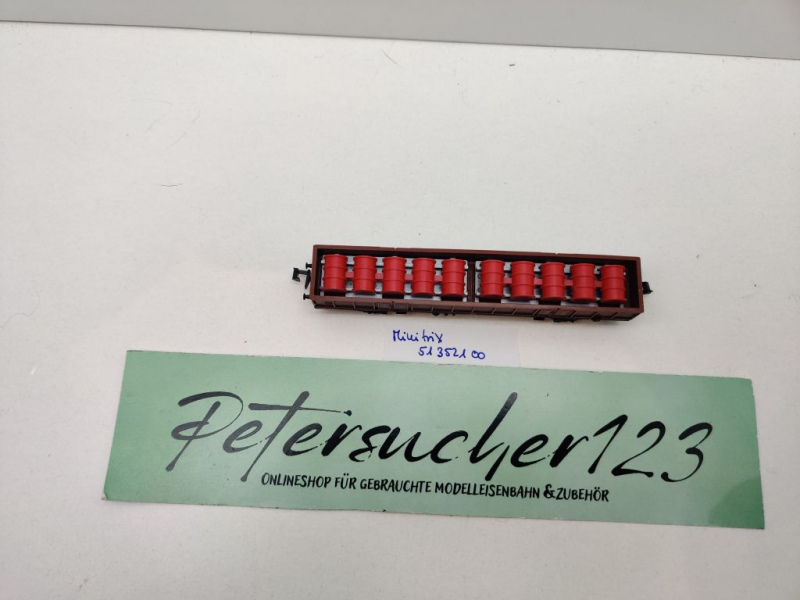 Minitrix
51 3521 00
Petersucher123
ONLINESHOP FÜR GEBRAUCHTE MODELLEISENBAHN & ZUBEHÖR